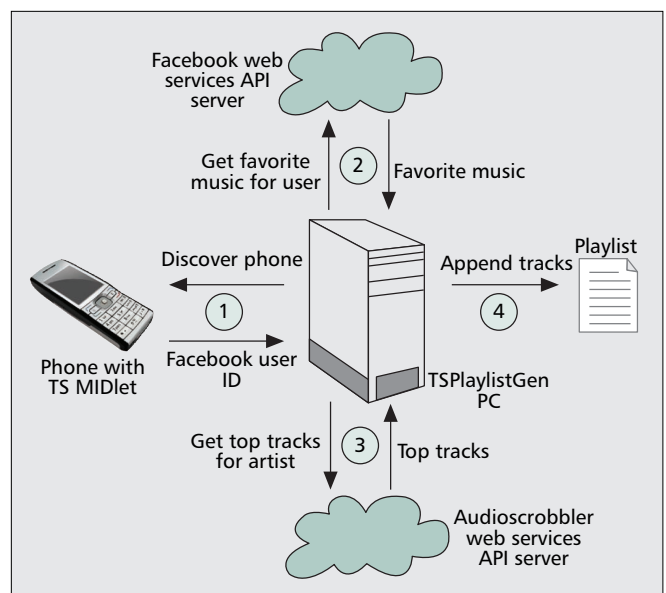 Facebook web
services API
server
Get favorite
music for user
2
Favorite music
Discover phone
1
Facebook user
ID
Phone with
TS MIDlet
Append tracks
4
Playlist
TSPlaylistGen
PC
Get top tracks
for artist
3
Top tracks
Audioscrobbler
web services
API server